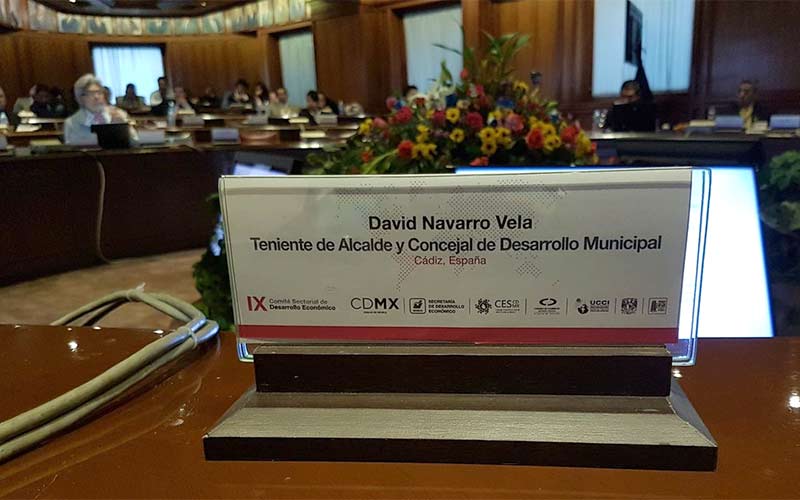 David Navarro Vela
Teniente de Alcalde y Concejal de Desarrollo Municipal
Cádiz, España
IX Comité Sectorial de
Desarrollo Económico
CDMX
SECRETARÍA
DE DESARROLLO
ECONÓMICO
CES
UCCI